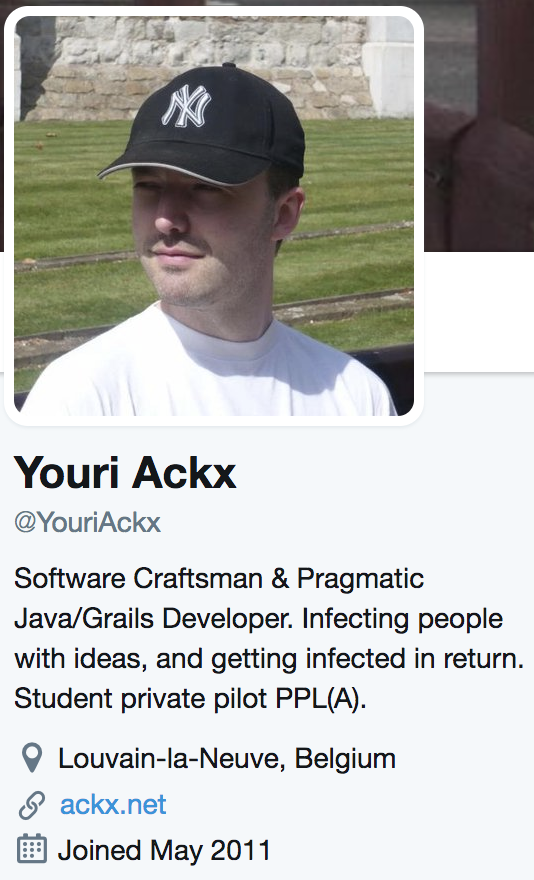 NY
Youri Ackx
@YouriAckx
Software Craftsman & Pragmatic
Java/Grails Developer. Infecting people
with ideas, and getting infected in return.
Student private pilot PPL(A).
Louvain-la-Neuve, Belgium
ackx.net
Joined May 2011